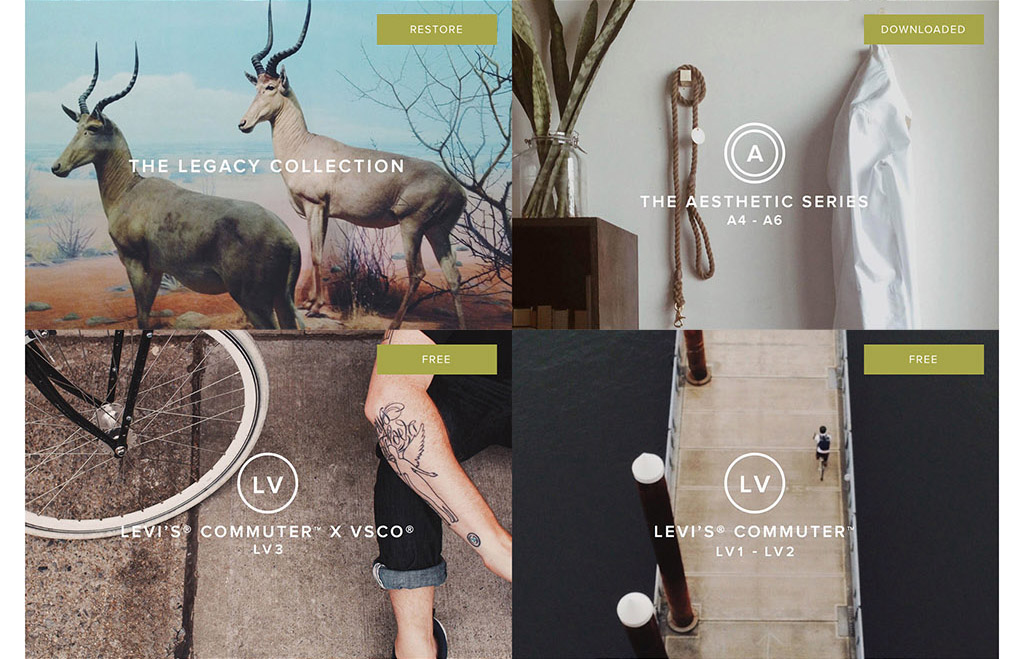 RESTORE
THE LEGACY COLLECTION
DOWNLOADED
A
THE AESTHETIC SERIES
A4 - A6
FREE
LV
LEVI'S® COMMUTER™ X VSCO®
LV3
FREE
LV
LEVI'S® COMMUTER™
LV1 - LV2